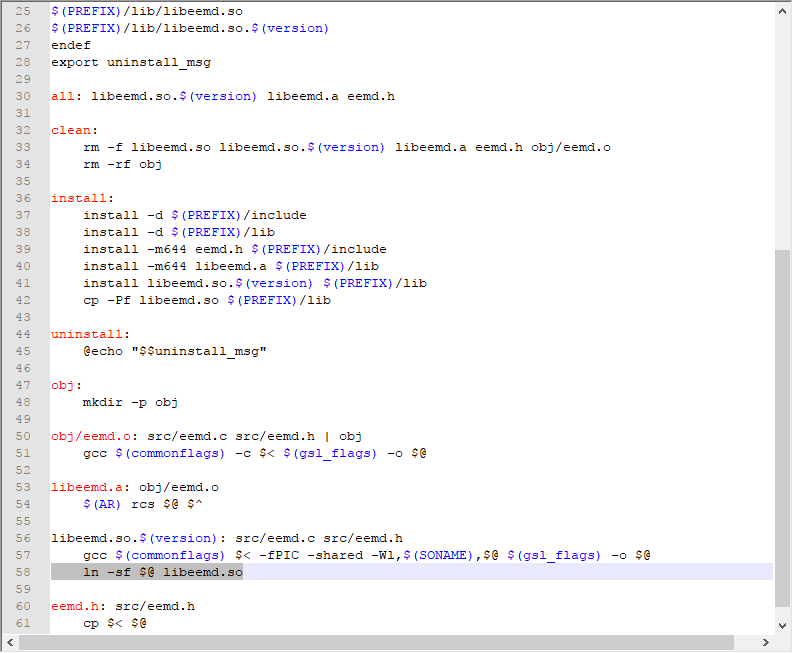 25 $(PREFIX)/lib/libeemd.so
26 $(PREFIX)/lib/libeemd.so.$(version)
27 endef
28 export uninstall_msg
29
30 all: libeemd.so.$(version) libeemd.a eemd.h
31
32 clean:
33     rm -f libeemd.so libeemd.so.$(version) libeemd.a eemd.h obj/eemd.o
34     rm -rf obj
35
36 install:
37     install -d $(PREFIX)/include
38     install -d $(PREFIX)/lib
39     install -m644 eemd.h $(PREFIX)/include
40     install -m644 libeemd.a $(PREFIX)/lib
41     install libeemd.so.$(version) $(PREFIX)/lib
42     cp -Pf libeemd.so $(PREFIX)/lib
43
44 uninstall:
45     @echo "$$uninstall_msg"
46
47 obj:
48     mkdir -p obj
49
50 obj/eemd.o: src/eemd.c src/eemd.h | obj
51     gcc $(commonflags) -c $< $(gsl_flags) -o $@
52
53 libeemd.a: obj/eemd.o
54     $(AR) rcs $@ $^
55
56 libeemd.so.$(version): src/eemd.c src/eemd.h
57     gcc $(commonflags) $< -fPIC -shared -Wl,$(SONAME),$@ $(gsl_flags) -o $@
58     ln -sf $@ libeemd.so
59
60 eemd.h: src/eemd.h
61     cp $< $@